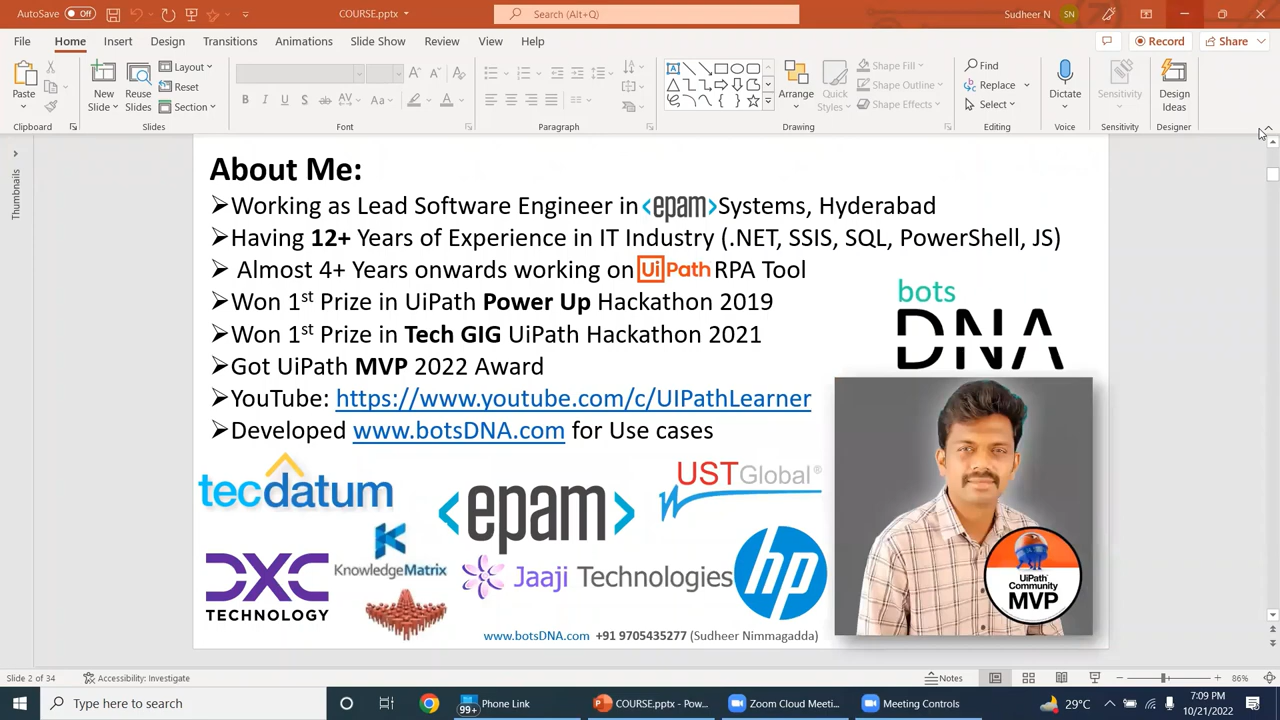 AutoSave Off
COURSE.pptx
Search (Alt+Q)
Sudheer N
SN
File Home Insert Design Transitions Animations Slide Show Review View Help
Record
Share
Paste
New Slide
Reuse Slides
Layout
Reset
Section
B I U S ab AV Aa A
A A A
Arrange
Quick Styles
Shape Fill
Shape Outline
Shape Effects
Find
Replace
Select
Dictate
Sensitivity
Design Ideas
Clipboard Slides Font Paragraph Drawing Editing Voice Sensitivity Designer
Thumbnails
About Me:
Working as Lead Software Engineer in <epam> Systems, Hyderabad
Having 12+ Years of Experience in IT Industry (.NET, SSIS, SQL, PowerShell, JS)
Almost 4+ Years onwards working on UiPath RPA Tool
Won 1st Prize in UiPath Power Up Hackathon 2019
Won 1st Prize in Tech GIG UiPath Hackathon 2021
Got UiPath MVP 2022 Award
YouTube: https://www.youtube.com/c/UIPathLearner
Developed www.botsDNA.com for Use cases
bots
DNA
tecdatum
<epam>
USTGlobal®
KnowledgeMatrix
DXC
TECHNOLOGY
Jaaji Technologies
hp
UiPath
Community
MVP
www.botsDNA.com +91 9705435277 (Sudheer Nimmagadda)
Slide 2 of 34
Accessibility: Investigate
Notes
86%
Type here to search
99+
Phone Link
COURSE.pptx - Pow...
Zoom Cloud Meeti...
Meeting Controls
29°C
7:09 PM
10/21/2022